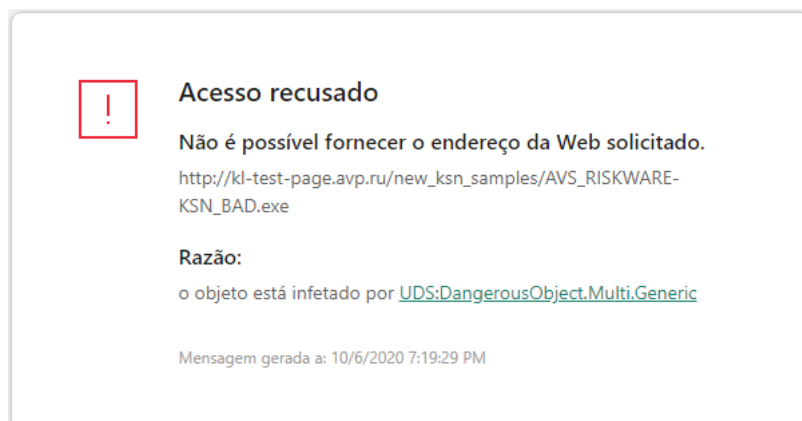 !
Acesso recusado
Não é possível fornecer o endereço da Web solicitado.
http://kl-test-page.avp.ru/new_ksn_samples/AVS_RISKWARE-
KSN_BAD.exe
Razão:
o objeto está infetado por UDS:DangerousObject.Multi.Generic
Mensagem gerada a: 10/6/2020 7:19:29 PM